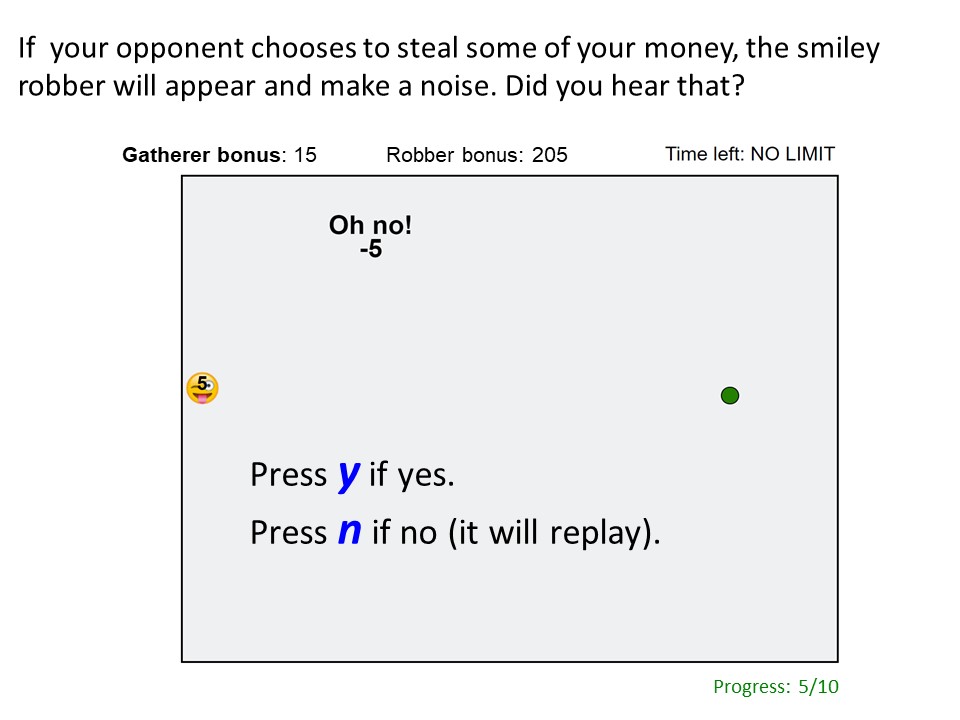 If  your opponent chooses to steal some of your money, the smiley
robber will appear and make a noise. Did you hear that?
Gatherer bonus: 15 Robber bonus: 205 Time left: NO LIMIT
Oh no!
-5
5
Press y if yes.
Press n if no (it will replay).
Progress: 5/10